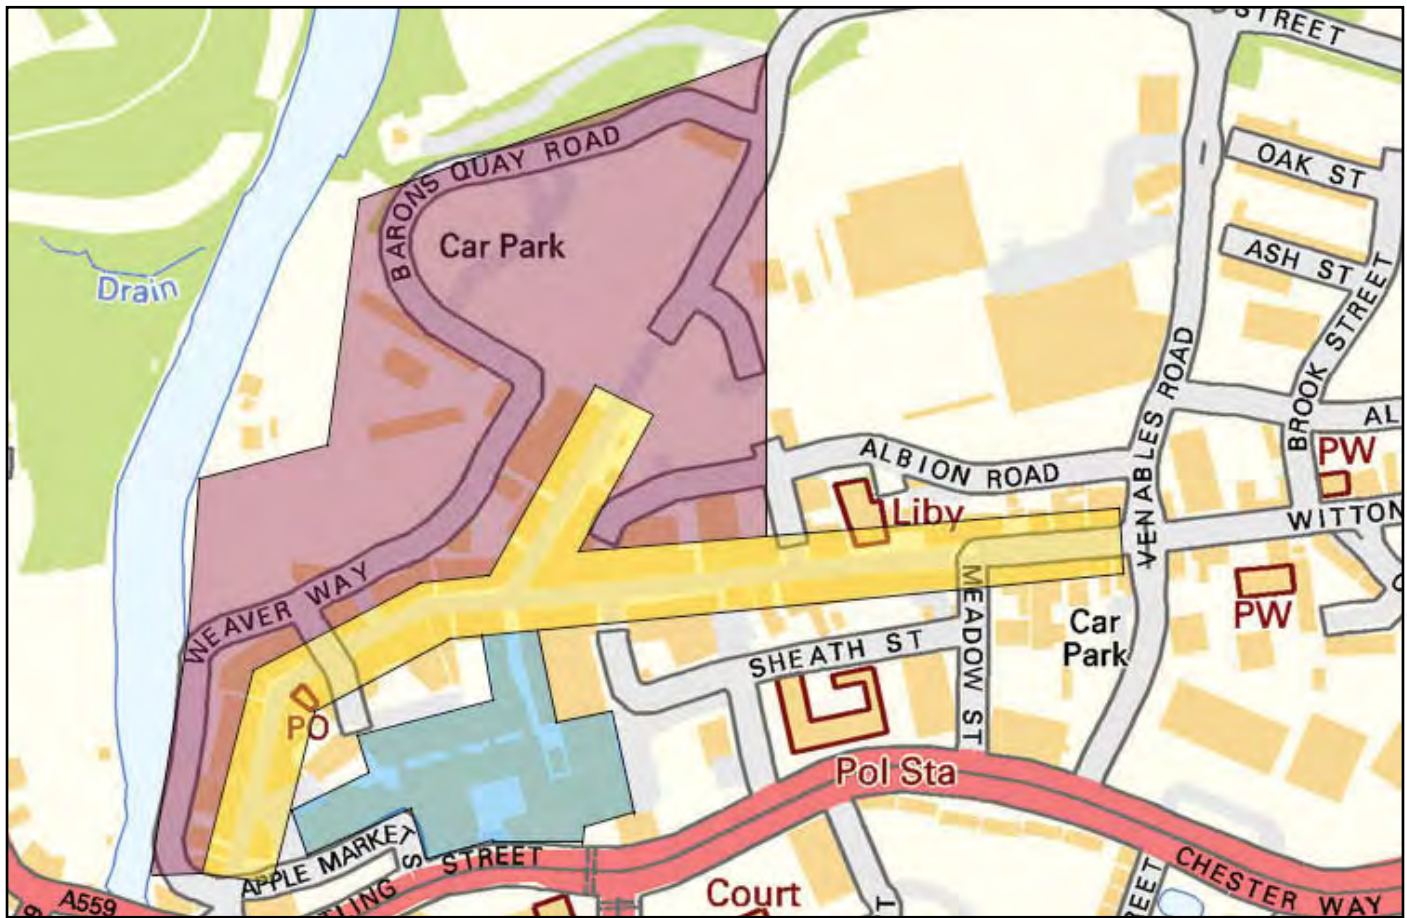 STREET
OAK ST
BARONS QUAY ROAD
Car Park
ASH ST
Drain
BROOK STREET
VENABLES ROAD
AL
PW
ALBION ROAD
Liby
WITTON
WEAVER WAY
MEADOW ST
PW
Car
Park
SHEATH ST
PO
Pol Sta
APPLE MARKET
STREET
CHESTER WAY
A559
Court